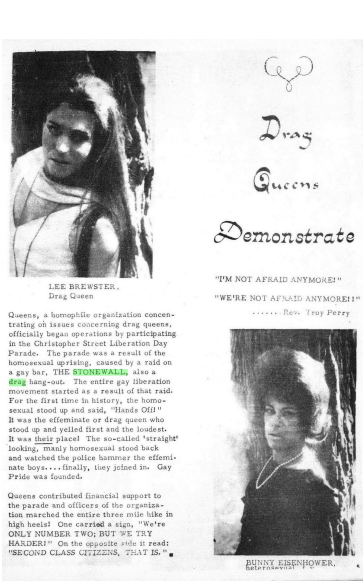 Drag
Queens
Demonstrate
"I'M NOT AFRAID ANYMORE!"
"WE'RE NOT AFRAID ANYMORE!!"
...... Rev. Troy Perry
LEE BREWSTER,
Drag Queen
Queens, a homophile organization concen-
trating on issues concerning drag queens,
officially began operations by participating
in the Christopher Street Liberation Day
Parade. The parade was a result of the
homosexual uprising, caused by a raid on
a gay bar, THE STONEWALL, also a
drag hang-out. The entire gay liberation
movement started as a result of that raid.
For the first time in history, the homo-
sexual stood up and said, "Hands Off!"
It was the effeminate or drag queen who
stood up and yelled first and the loudest.
It was their place! The so-called 'straight'
looking, manly homosexual stood back
and watched the police hammer the effemi-
nate boys....finally, they joined in. Gay
Pride was founded.
Queens contributed financial support to
the parade and officers of the organiza-
tion marched the entire three mile hike in
high heels! One carried a sign, "We're
ONLY NUMBER TWO; BUT WE TRY
HARDER!" On the opposite side it read:
"SECOND CLASS CITIZENS, THAT IS."
BUNNY EISENHOWER,
heterosexual T V